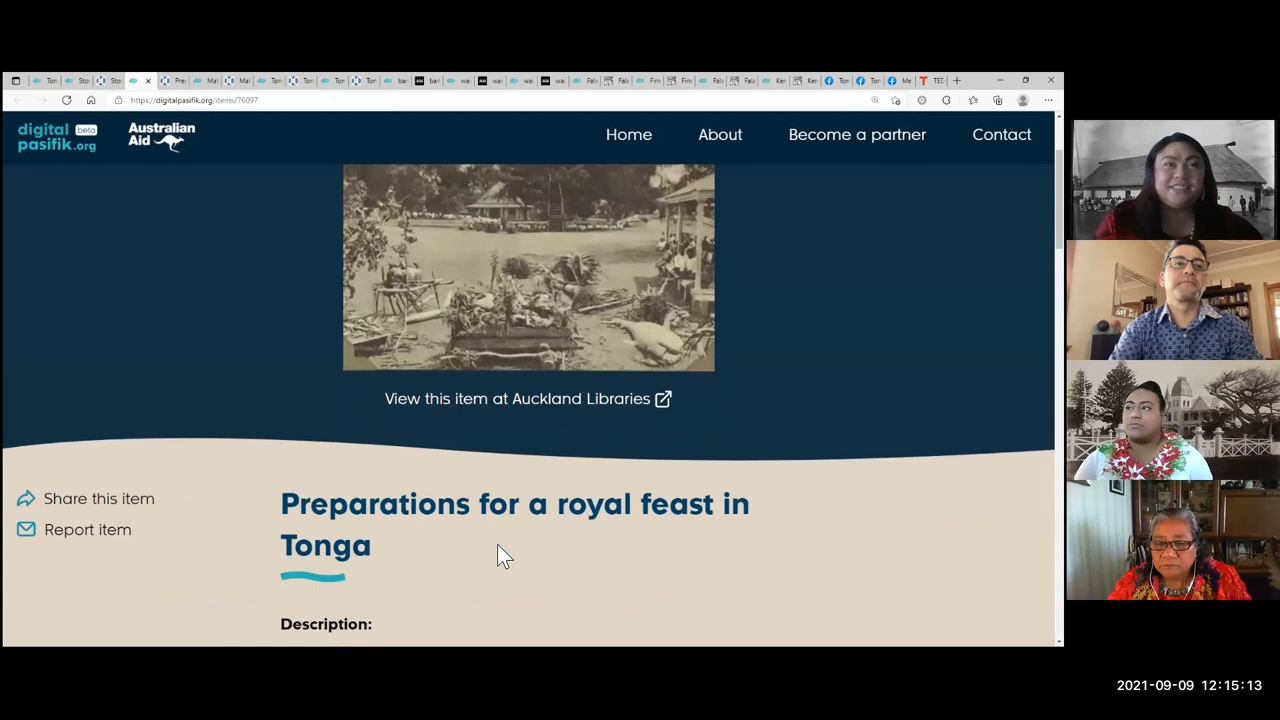 https://digitalpasifik.org/items/76097
digital beta
pasifik.org
Australian
Aid
Home About Become a partner Contact
View this item at Auckland Libraries
Share this item
Report item
Preparations for a royal feast in
Tonga
Description:
2021-09-09 12:15:13